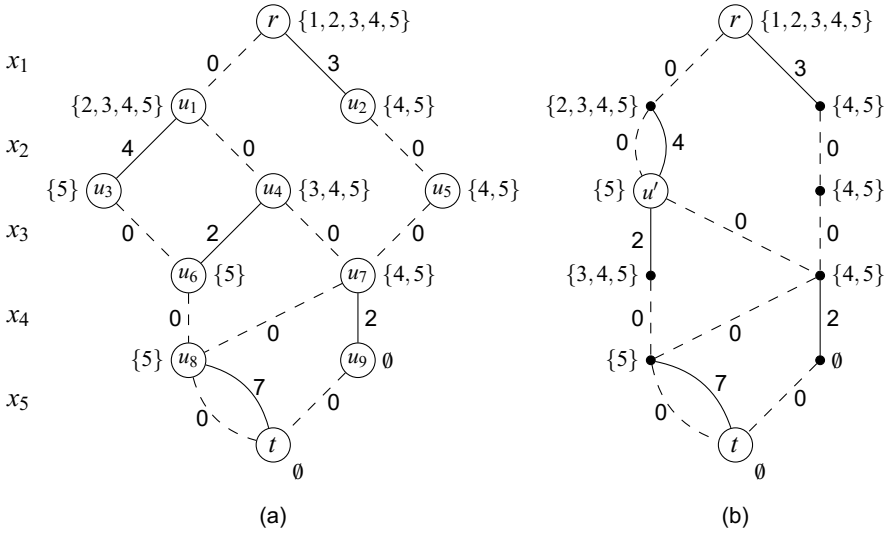 r {1,2,3,4,5} r {1,2,3,4,5}
x1 0 3 0 3
{2,3,4,5} u1 u2 {4,5} {2,3,4,5} {4,5}
x2 4 0 0 0 4 0
{5} u3 u4 {3,4,5} u5 {4,5} {5} u′ {4,5}
x3 0 2 0 0 2 0 0
u6 {5} u7 {4,5} {3,4,5} {4,5}
x4 0 0 2 0 0 2
{5} u8 u9 ∅ {5} ∅
x5 0 7 0 0 7 0
t t
∅ ∅
(a) (b)